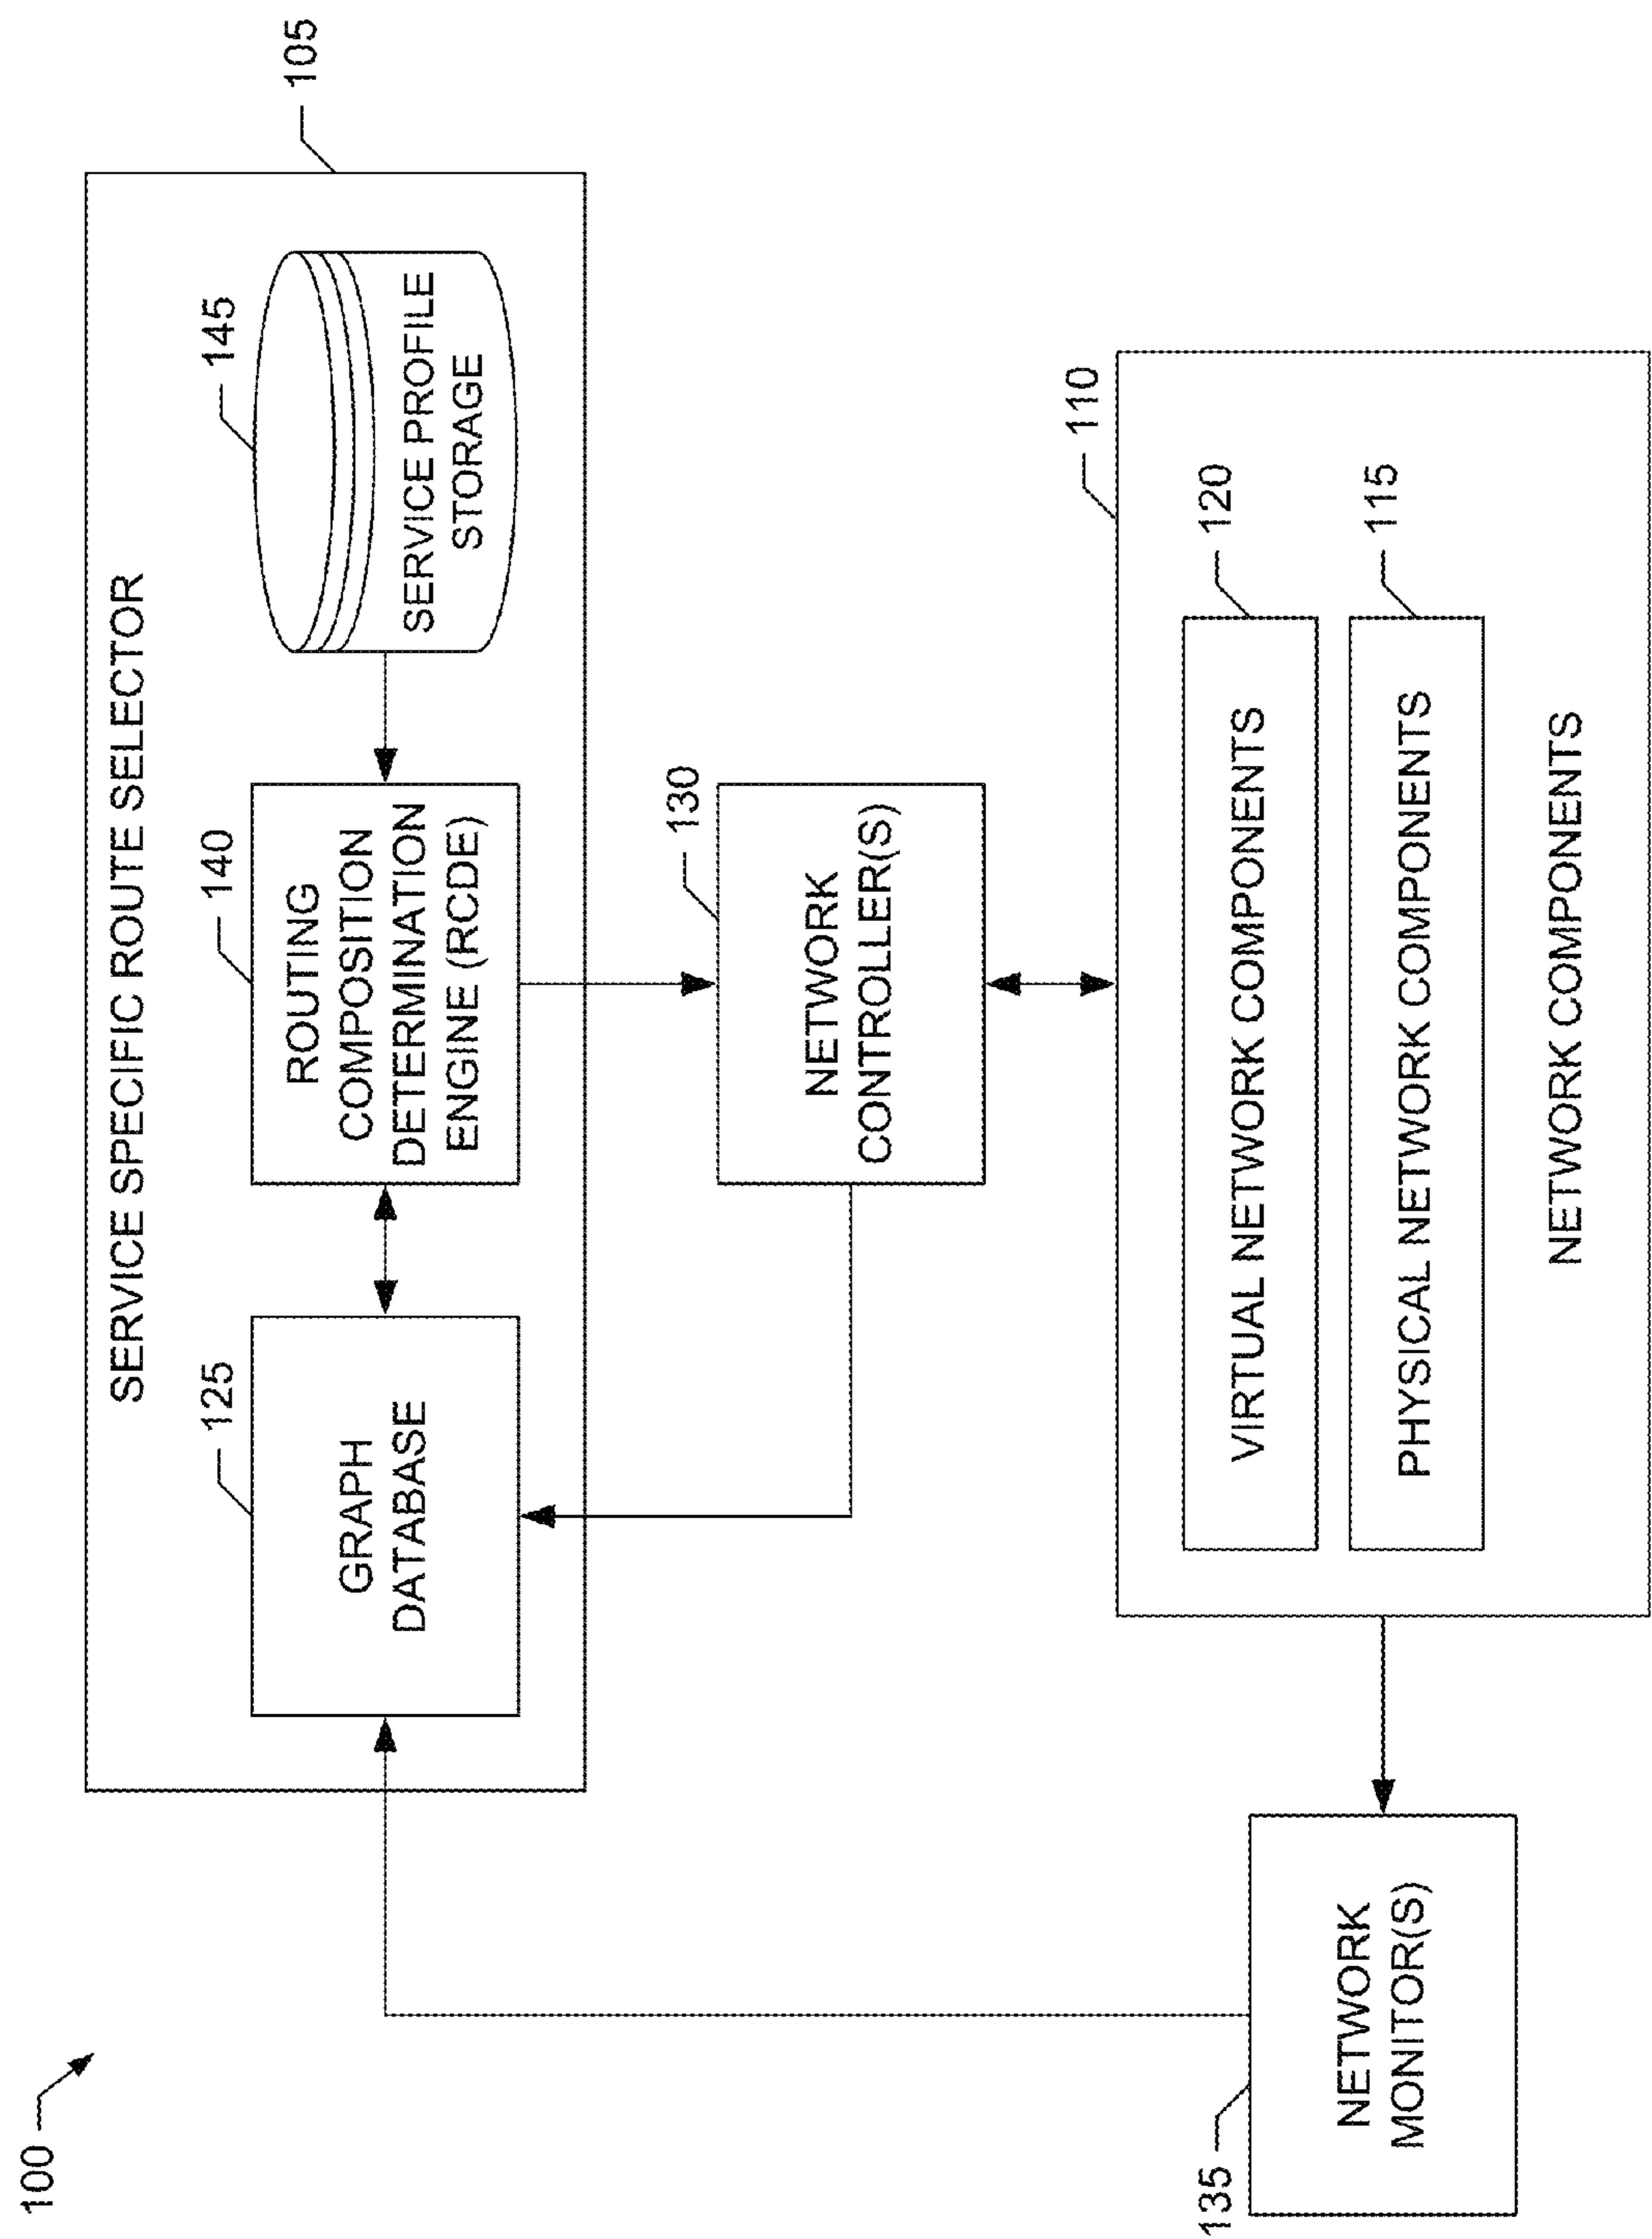 100
SERVICE SPECIFIC ROUTE SELECTOR
105
125
GRAPH
DATABASE
140
ROUTING
COMPOSITION
DETERMINATION
ENGINE (RCDE)
145
SERVICE PROFILE
STORAGE
130
NETWORK
CONTROLLER(S)
110
120
VIRTUAL NETWORK COMPONENTS
115
PHYSICAL NETWORK COMPONENTS
NETWORK COMPONENTS
135
NETWORK
MONITOR(S)